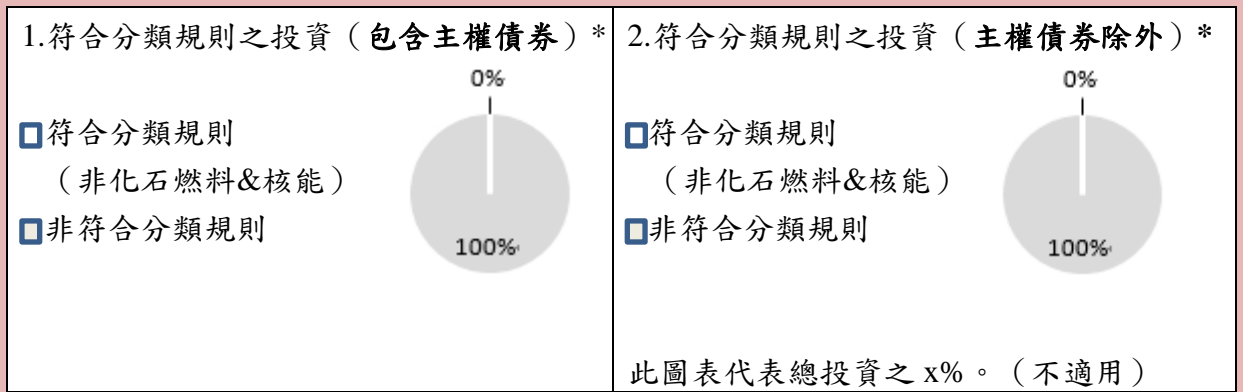 1.符合分類規則之投資（包含主權債券）*
0%
符合分類規則
（非化石燃料&核能）
非符合分類規則
100%
2.符合分類規則之投資（主權債券除外）*
0%
符合分類規則
（非化石燃料&核能）
非符合分類規則
100%
此圖表代表總投資之 x%。（不適用）